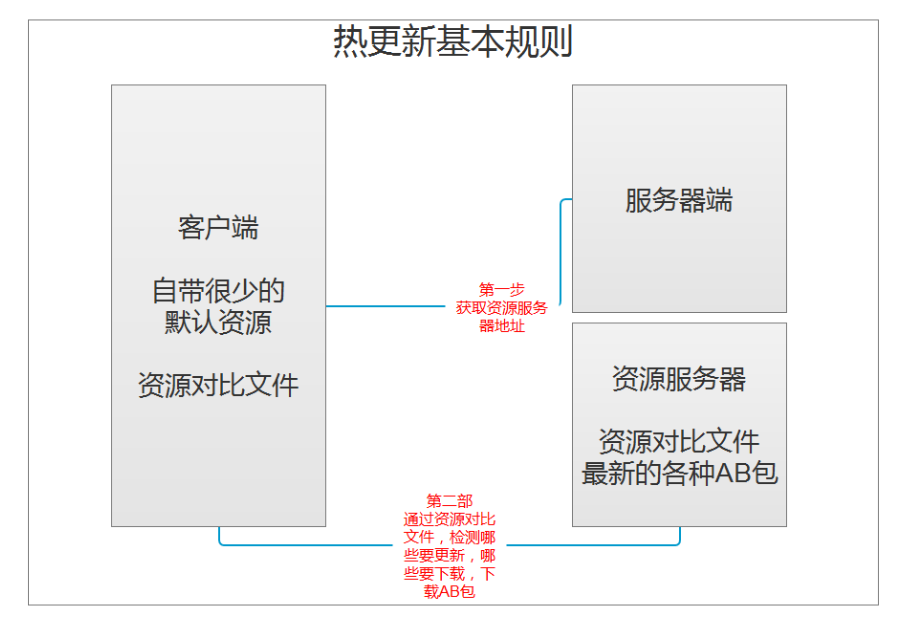 热更新基本规则
客户端
自带很少的
默认资源
资源对比文件
第一步
获取资源服务
器地址
服务器端
资源服务器
资源对比文件
最新的各种AB包
第二部
通过资源对比
文件，检测哪
些要更新，哪
些要下载，下
载AB包